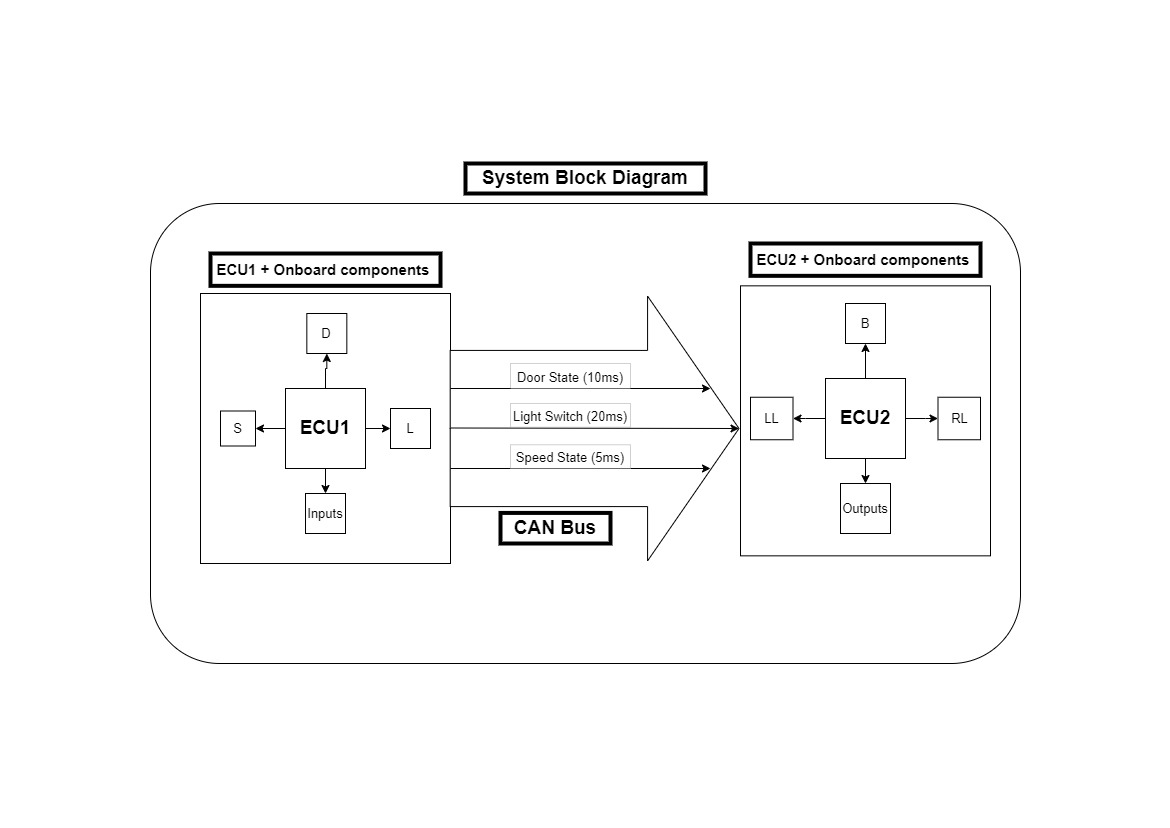 System Block Diagram
ECU1 + Onboard components
ECU2 + Onboard components
D
S
ECU1
L
Inputs
Door State (10ms)
Light Switch (20ms)
Speed State (5ms)
CAN Bus
B
LL
ECU2
RL
Outputs